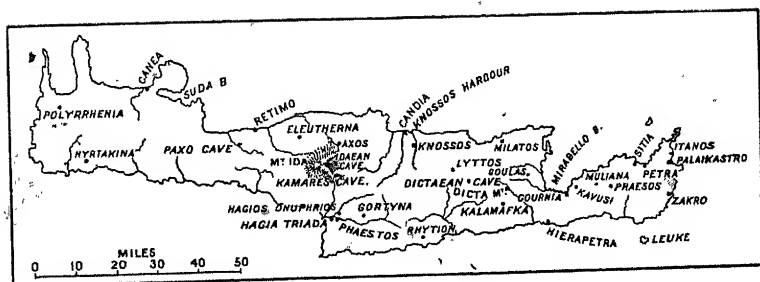 CANEA
SUDA B
POLYRRHENIA
HYRTAKINA
PAXO CAVE
RETIMO
ELEUTHERNA
AXOS
MT. IDA
IDAEAN
CAVE
KAMARES CAVE.
HAGIOS ONUPHRIOS
HAGIA TRIADA
PHAESTOS
GORTYNA
RHYTION
CANDIA
KNOSSOS HARBOUR
KNOSSOS
MILATOS
LYTTOS
GOULAS.
DICTAEAN CAVE
DICTA MT.
KALAMAFKA
MIRABELLO B.
GOURNIA
KAVUSI
HIERAPETRA
MULIANA
SITIA
PETRA
PHAESOS
ITANOS
PALAIKASTRO
ZAKRO
LEUKE
MILES
0 10 20 30 40 50